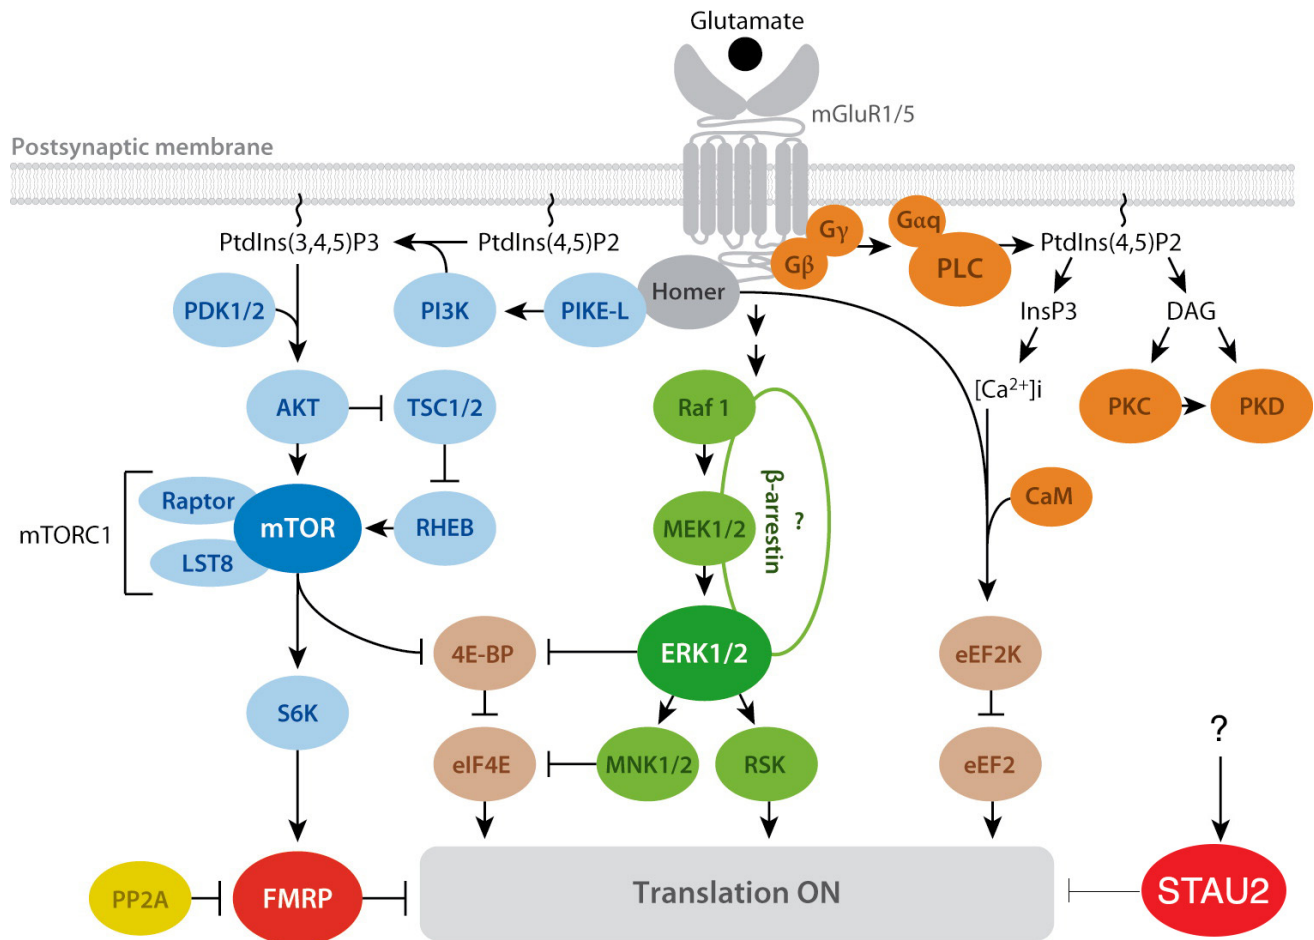 Glutamate
mGluR1/5
Postsynaptic membrane
PtdIns(3,4,5)P3
PtdIns(4,5)P2
Gγ
Gβ
Gαq
PLC
PtdIns(4,5)P2
PDK1/2
PI3K
PIKE-L
Homer
InsP3
DAG
AKT
TSC1/2
Raf 1
[Ca²⁺]i
PKC
PKD
mTORC1
Raptor
mTOR
LST8
RHEB
MEK1/2
β-arrestin
?
CaM
4E-BP
ERK1/2
eEF2K
S6K
eIF4E
MNK1/2
RSK
eEF2
?
PP2A
FMRP
Translation ON
STAU2